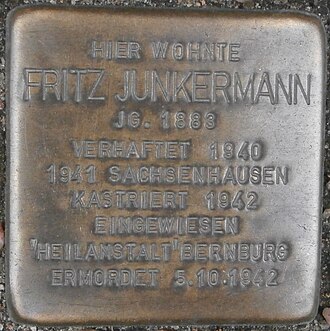 HIER WOHNTE
FRITZ JUNKERMANN
JG. 1883
VERHAFTET 1940
1941 SACHSENHAUSEN
KASTRIERT 1942
EINGEWIESEN
'HEILANSTALT' BERNBURG
ERMORDET 5.10.1942